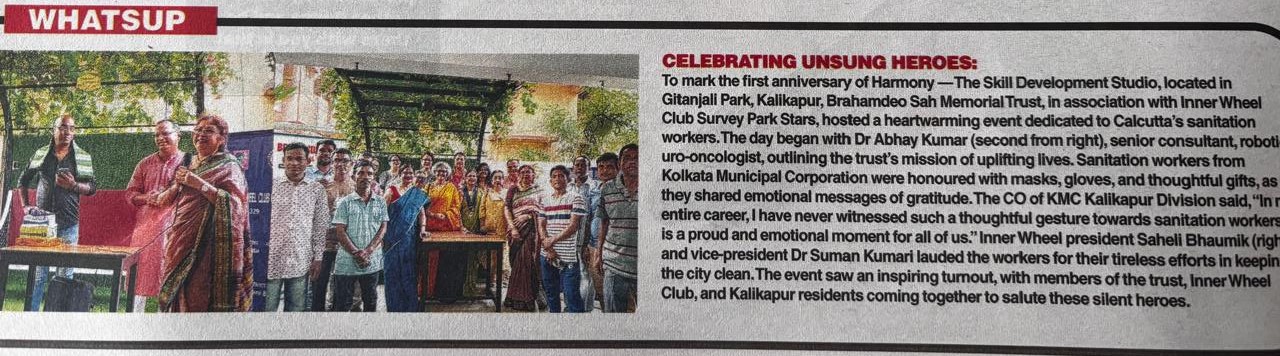 WHATSUP
CELEBRATING UNSUNG HEROES:
To mark the first anniversary of Harmony —The Skill Development Studio, located in
Gitanjali Park, Kalikapur, Brahamdeo Sah Memorial Trust, in association with Inner Wheel
Club Survey Park Stars, hosted a heartwarming event dedicated to Calcutta's sanitation
workers. The day began with Dr Abhay Kumar (second from right), senior consultant, roboti
uro-oncologist, outlining the trust's mission of uplifting lives. Sanitation workers from
Kolkata Municipal Corporation were honoured with masks, gloves, and thoughtful gifts, as
they shared emotional messages of gratitude. The CO of KMC Kalikapur Division said, "In
entire career, I have never witnessed such a thoughtful gesture towards sanitation workers
is a proud and emotional moment for all of us." Inner Wheel president Saheli Bhaumik (righ
and vice-president Dr Suman Kumari lauded the workers for their tireless efforts in keepin
the city clean. The event saw an inspiring turnout, with members of the trust, Inner Wheel
Club, and Kalikapur residents coming together to salute these silent heroes.